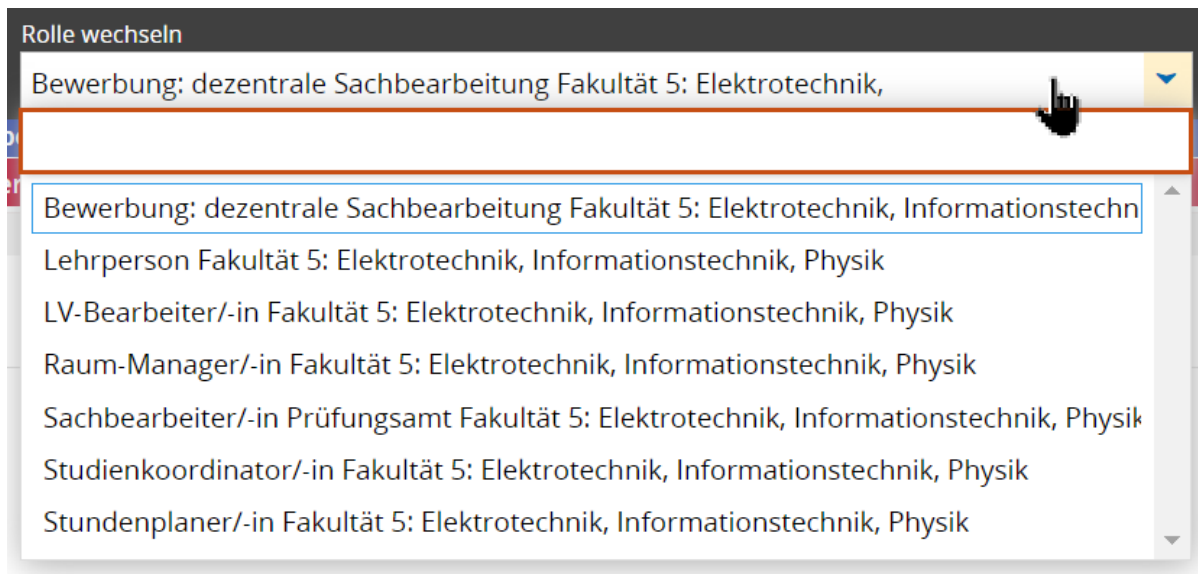 Rolle wechseln
Bewerbung: dezentrale Sachbearbeitung Fakultät 5: Elektrotechnik,
Bewerbung: dezentrale Sachbearbeitung Fakultät 5: Elektrotechnik, Informationstechn
Lehrperson Fakultät 5: Elektrotechnik, Informationstechnik, Physik
LV-Bearbeiter/-in Fakultät 5: Elektrotechnik, Informationstechnik, Physik
Raum-Manager/-in Fakultät 5: Elektrotechnik, Informationstechnik, Physik
Sachbearbeiter/-in Prüfungsamt Fakultät 5: Elektrotechnik, Informationstechnik, Physik
Studienkoordinator/-in Fakultät 5: Elektrotechnik, Informationstechnik, Physik
Stundenplaner/-in Fakultät 5: Elektrotechnik, Informationstechnik, Physik